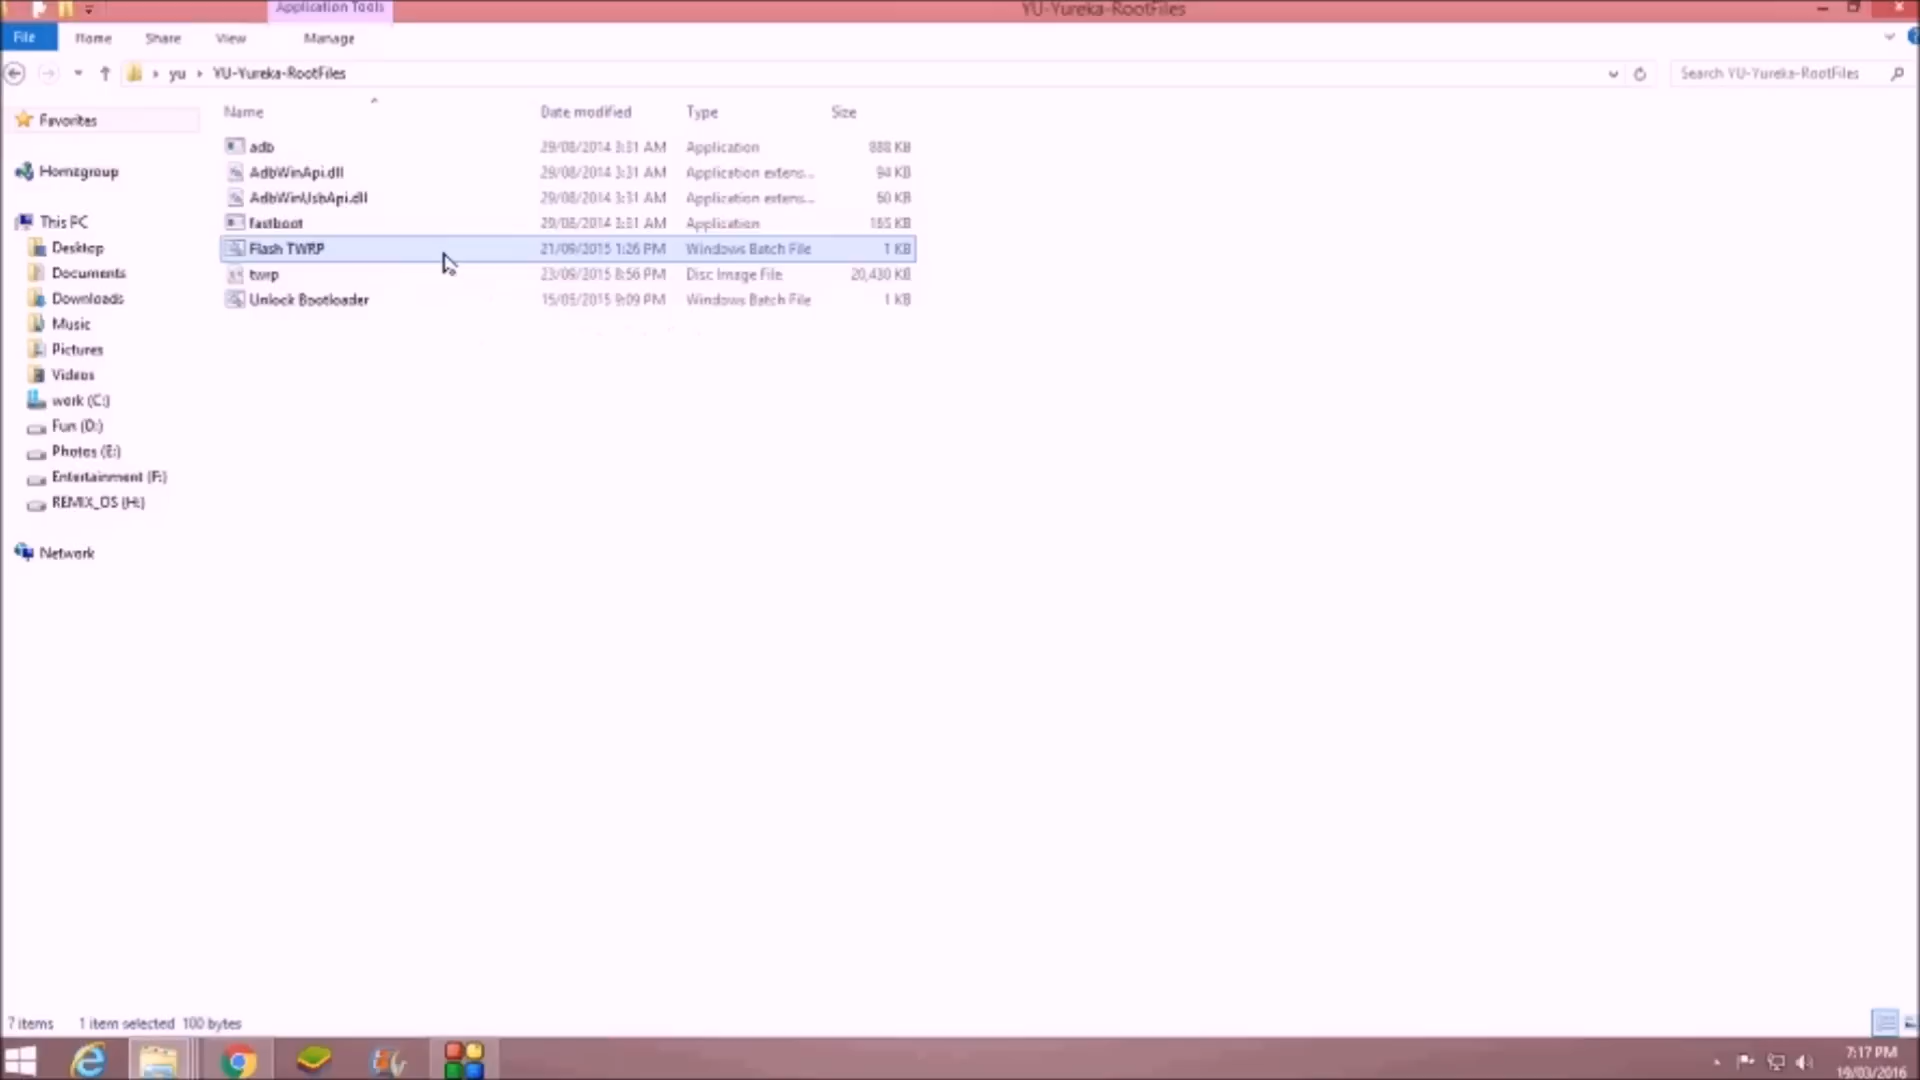 Application Tools
YU-Yureka-RootFiles
File Home Share View Manage
yu YU-Yureka-RootFiles
Search YU-Yureka-RootFiles
Name Date modified Type Size
Favorites
Homegroup
This PC
Desktop
Documents
Downloads
Music
Pictures
Videos
work (C:)
Fun (D:)
Photos (E:)
Entertainment (F:)
REMIX_OS (H:)
Network
adb 29/08/2014 3:31 AM Application 888 KB
AdbWinApi.dll 29/08/2014 3:31 AM Application extens... 94 KB
AdbWinUsbApi.dll 29/08/2014 3:31 AM Application extens... 60 KB
fastboot 29/08/2014 3:31 AM Application KB
Flash TWRP 21/09/2015 1:26 PM Windows Batch File 1 KB
twrp 23/09/2015 8:56 PM Disc Image File 20,430 KB
Unlock Bootloader 9:09 PM Windows Batch File 1 KB
7 items 1 item selected 100 bytes
7:17 PM
19/03/2016